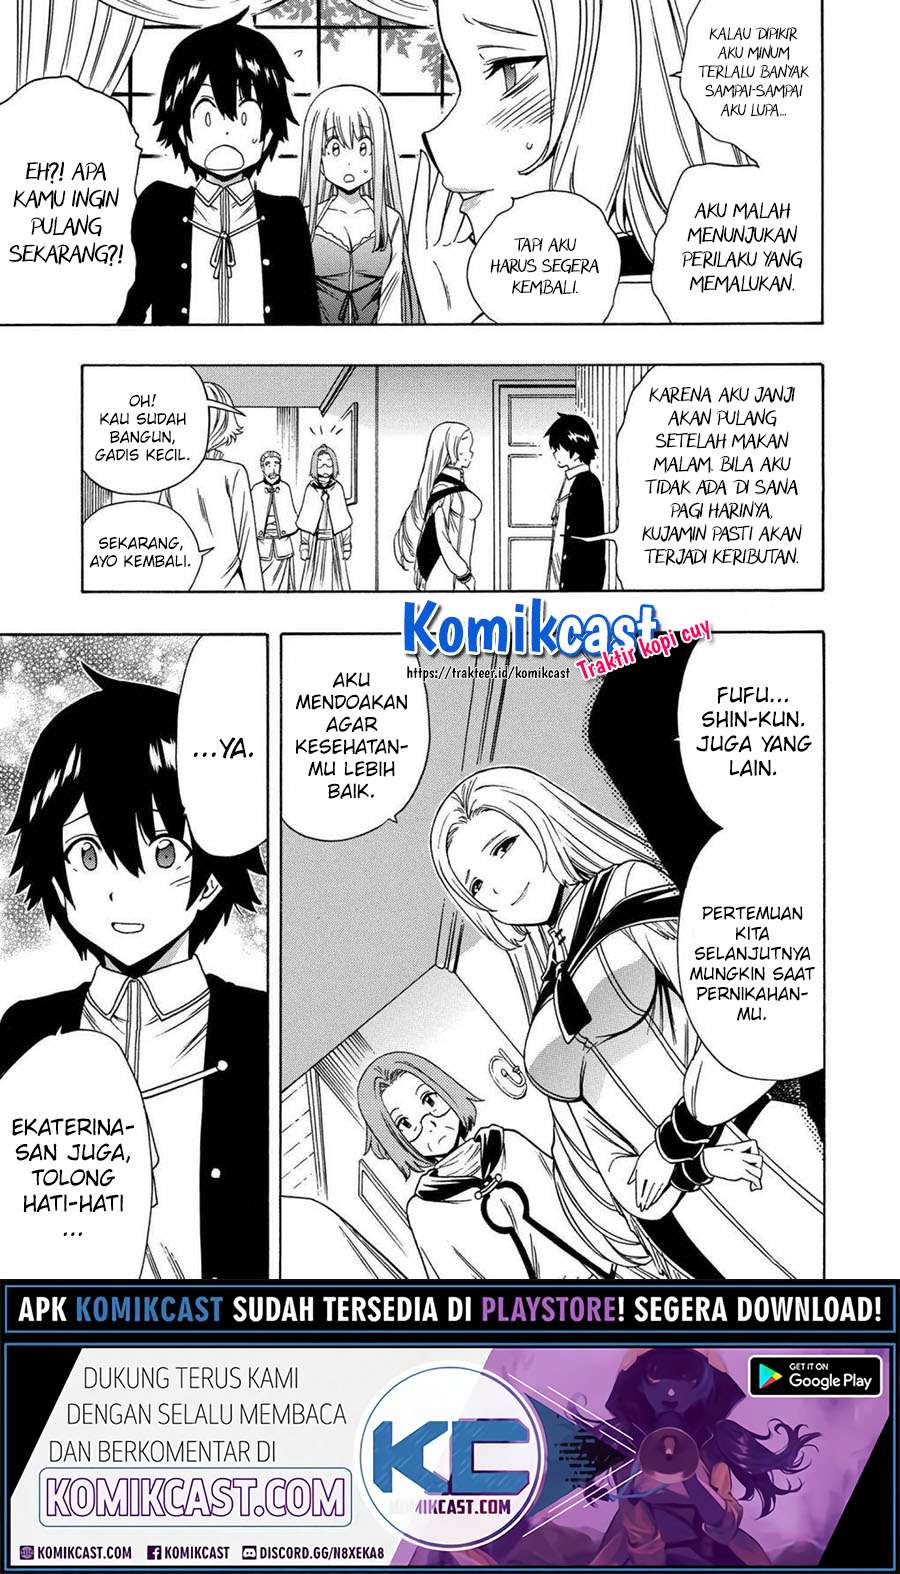 KALAU DIPIKIR
AKU MINUM
TERLALU BANYAK
SAMPAI-SAMPAI
AKU LUPA...
AKU MALAH
MENUNJUKAN
PERILAKU YANG
MEMALUKAN.
TAPI AKU
HARUS SEGERA
KEMBALI.
EH?! APA
KAMU INGIN
PULANG
SEKARANG?!
KARENA AKU JANJI
AKAN PULANG
SETELAH MAKAN
MALAM. BILA AKU
TIDAK ADA DI SANA
PAGI HARINYA,
KUJAMIN PASTI AKAN
TERJADI KERIBUTAN.
OH!
KAU SUDAH
BANGUN,
GADIS KECIL.
SEKARANG,
AYO KEMBALI.
Komikcast
https://trakteer.id/komikcast
Traktir kopi cuy
FUFU...
SHIN-KUN.
JUGA YANG
LAIN.
AKU
MENDOAKAN
AGAR
KESEHATAN-
MU LEBIH
BAIK.
PERTEMUAN
KITA
SELANJUTNYA
MUNGKIN SAAT
PERNIKAHAN-
MU.
...YA.
EKATERINA-
SAN JUGA,
TOLONG
HATI-HATI
...
APK KOMIKCAST SUDAH TERSEDIA DI PLAYSTORE! SEGERA DOWNLOAD!
DUKUNG TERUS KAMI
DENGAN SELALU MEMBACA
DAN BERKOMENTAR DI
KOMIKCAST.COM
KOMIKCAST.COM KOMIKCAST DISCORD.GG/N8XEKA8
KC
KOMIKCAST.COM
GET IT ON
Google Play